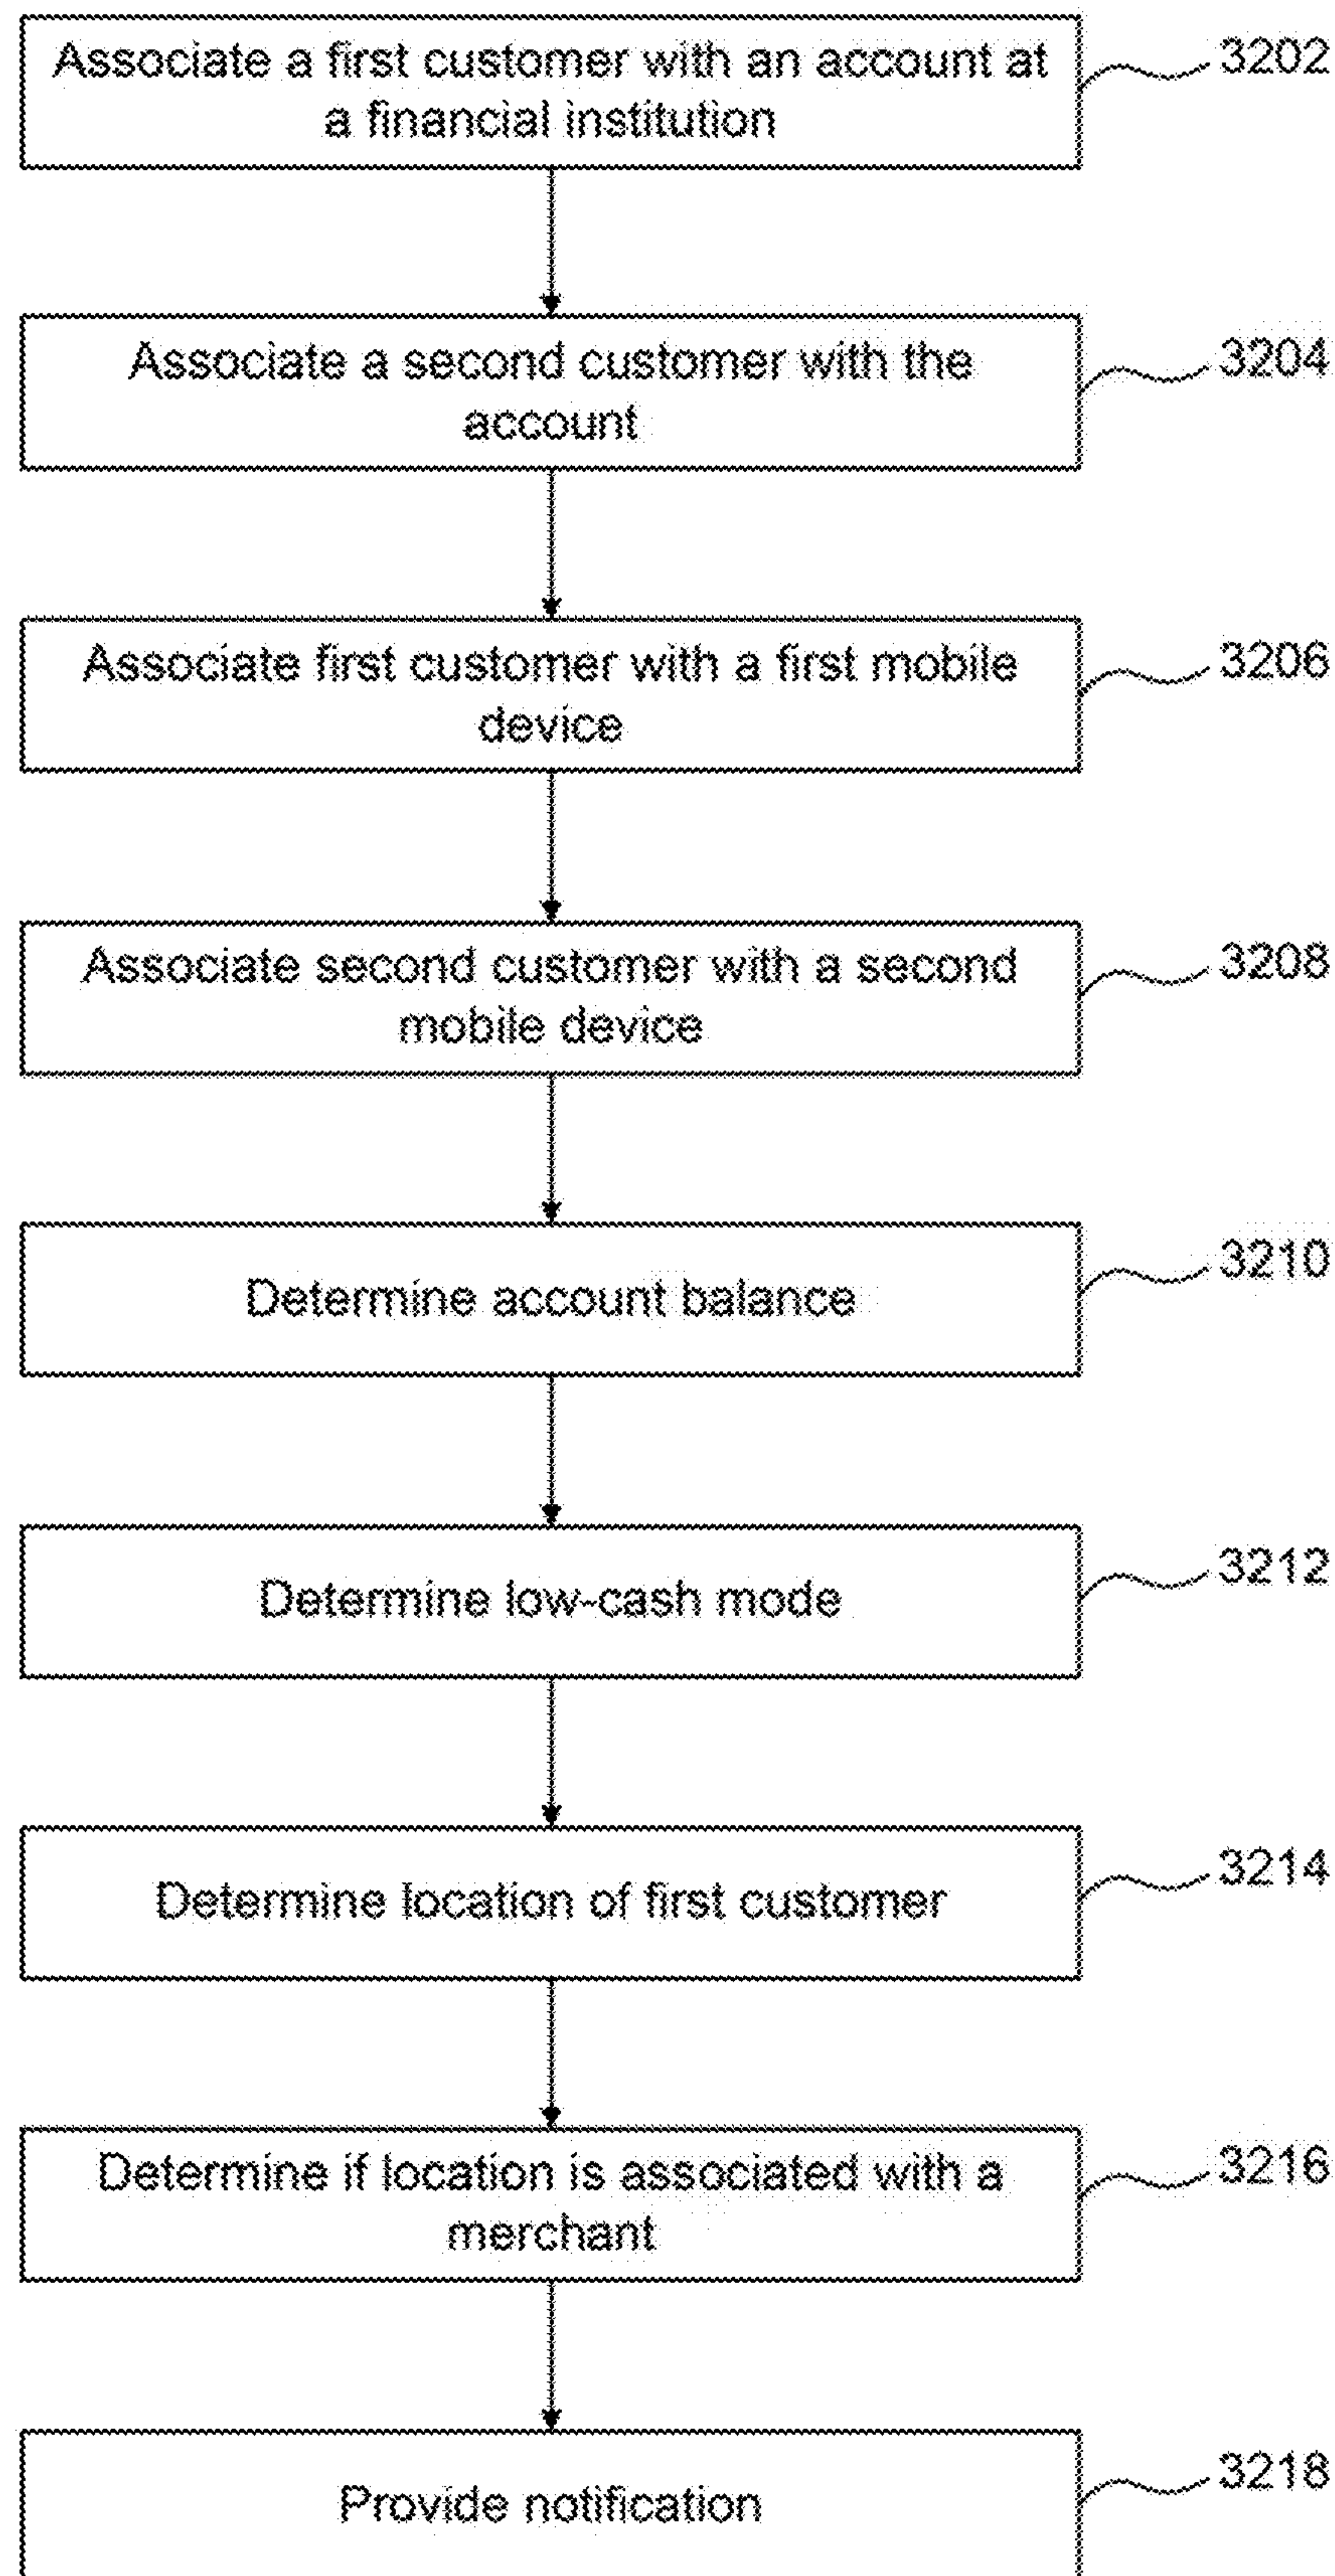 Associate a first customer with an account at
a financial institution
3202
Associate a second customer with the
account
3204
Associate first customer with a first mobile
device
3206
Associate second customer with a second
mobile device
3208
Determine account balance
3210
Determine low-cash mode
3212
Determine location of first customer
3214
Determine if location is associated with a
merchant
3216
Provide notification
3218